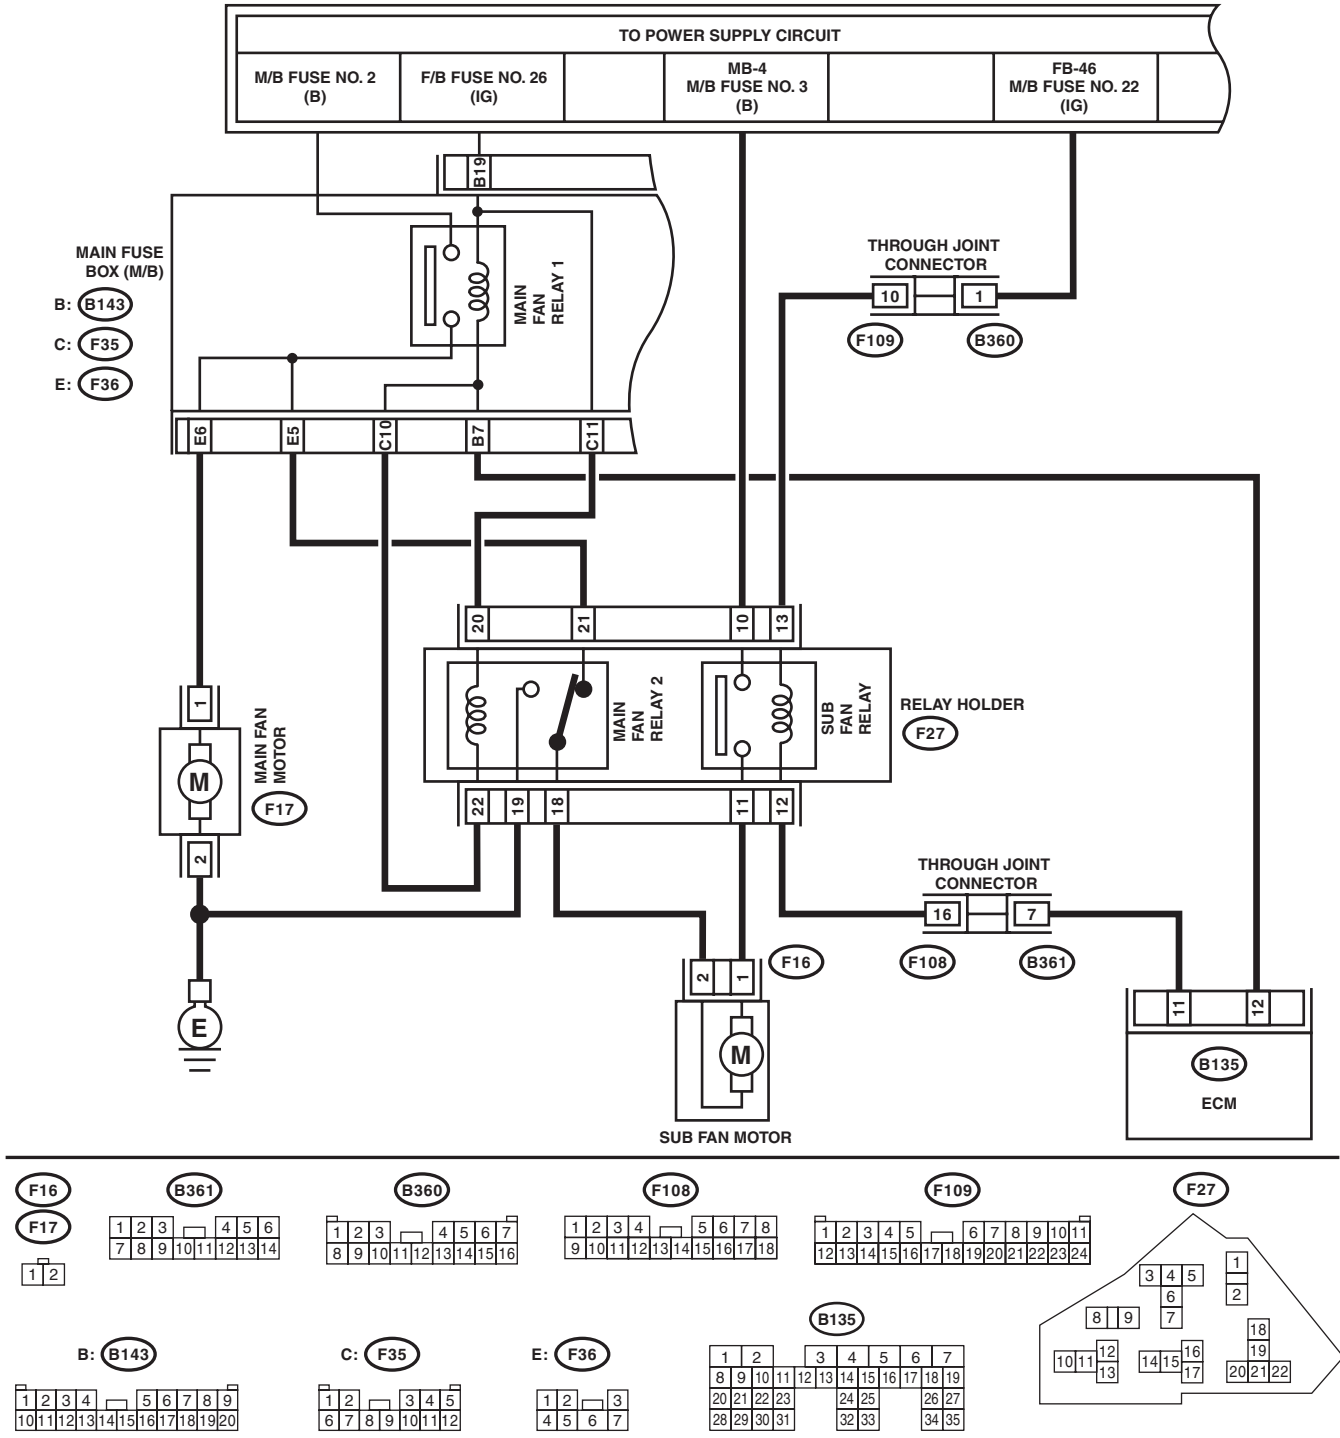 TO POWER SUPPLY CIRCUIT
M/B FUSE NO. 2
(B)
F/B FUSE NO. 26
(IG)
MB-4
M/B FUSE NO. 3
(B)
FB-46
M/B FUSE NO. 22
(IG)
B19
MAIN FUSE
BOX (M/B)
B: B143
C: F35
E: F36
MAIN
FAN
RELAY 1
THROUGH JOINT
CONNECTOR
10 1
F109 B360
E6 E5 C10 B7 C11
20 21 10 13
MAIN
FAN
RELAY 2
SUB
FAN
RELAY
RELAY HOLDER
F27
1
M
2
MAIN FAN
MOTOR
F17
22 19 18 11 12
THROUGH JOINT
CONNECTOR
16 7
F108 B361
F16
2 1
M
SUB FAN MOTOR
E
11 12
B135
ECM
F16
F17
1 2
B361
1 2 3 4 5 6
7 8 9 10 11 12 13 14
B360
1 2 3 4 5 6 7
8 9 10 11 12 13 14 15 16
F108
1 2 3 4 5 6 7 8
9 10 11 12 13 14 15 16 17 18
F109
1 2 3 4 5 6 7 8 9 10 11
12 13 14 15 16 17 18 19 20 21 22 23 24
F27
1
3 4 5
2
6
8 9 7
18
12 16 19
10 11 14 15
13 17 20 21 22
B: B143
1 2 3 4 5 6 7 8 9
10 11 12 13 14 15 16 17 18 19 20
C: F35
1 2 3 4 5
6 7 8 9 10 11 12
E: F36
1 2 3
4 5 6 7
B135
1 2 3 4 5 6 7
8 9 10 11 12 13 14 15 16 17 18 19
20 21 22 23 24 25 26 27
28 29 30 31 32 33 34 35